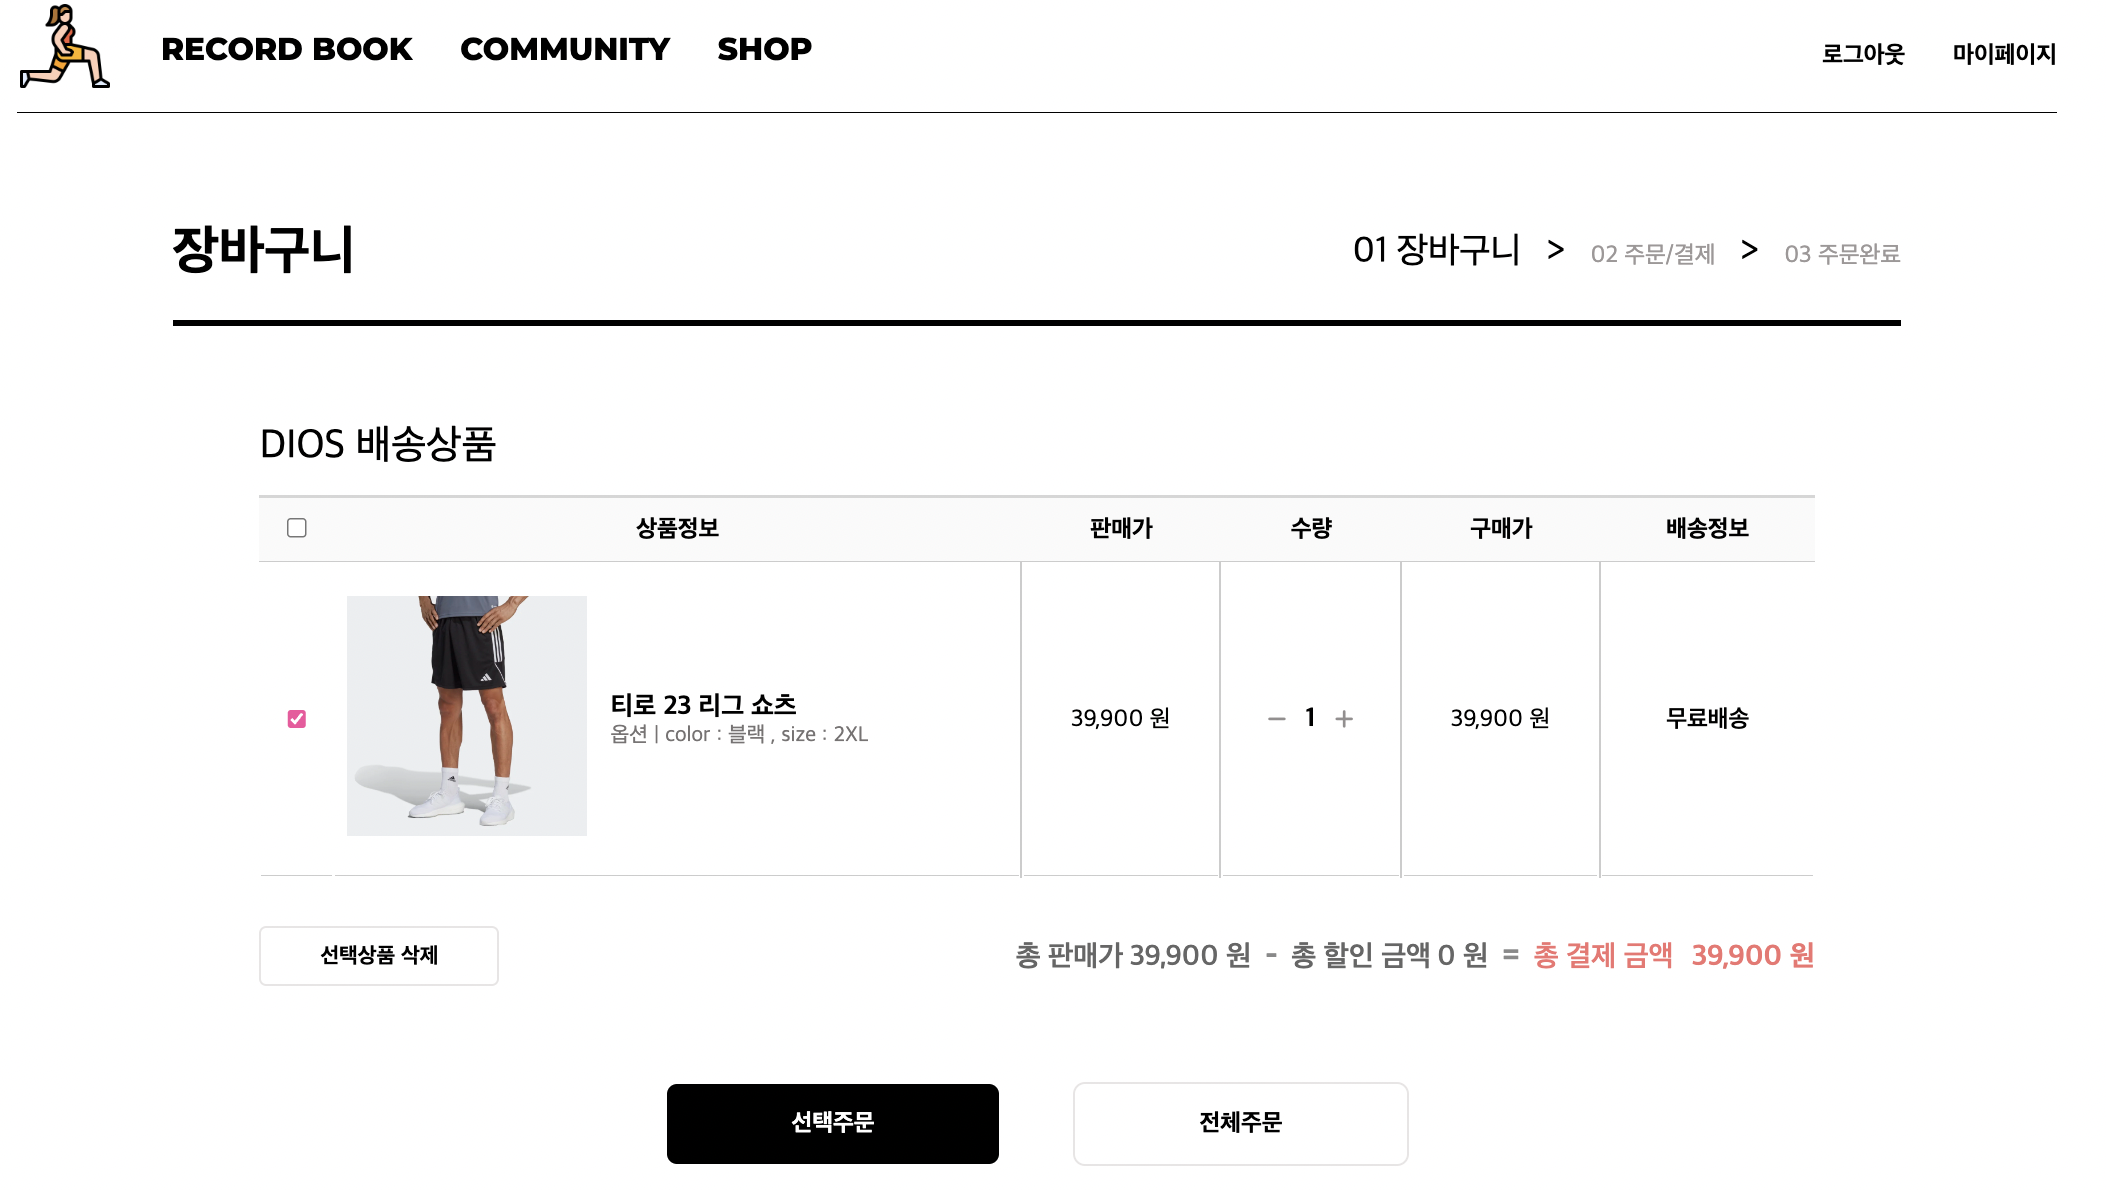 RECORD BOOK COMMUNITY SHOP 로그아웃 마이페이지
장바구니
01 장바구니 > 02 주문/결제 > 03 주문완료
DIOS 배송상품
상품정보 판매가 수량 구매가 배송정보
티로 23 리그 쇼츠
옵션 | color : 블랙 , size : 2XL
39,900 원 − 1 + 39,900 원 무료배송
선택상품 삭제
총 판매가 39,900 원 - 총 할인 금액 0 원 = 총 결제 금액 39,900 원
선택주문 전체주문